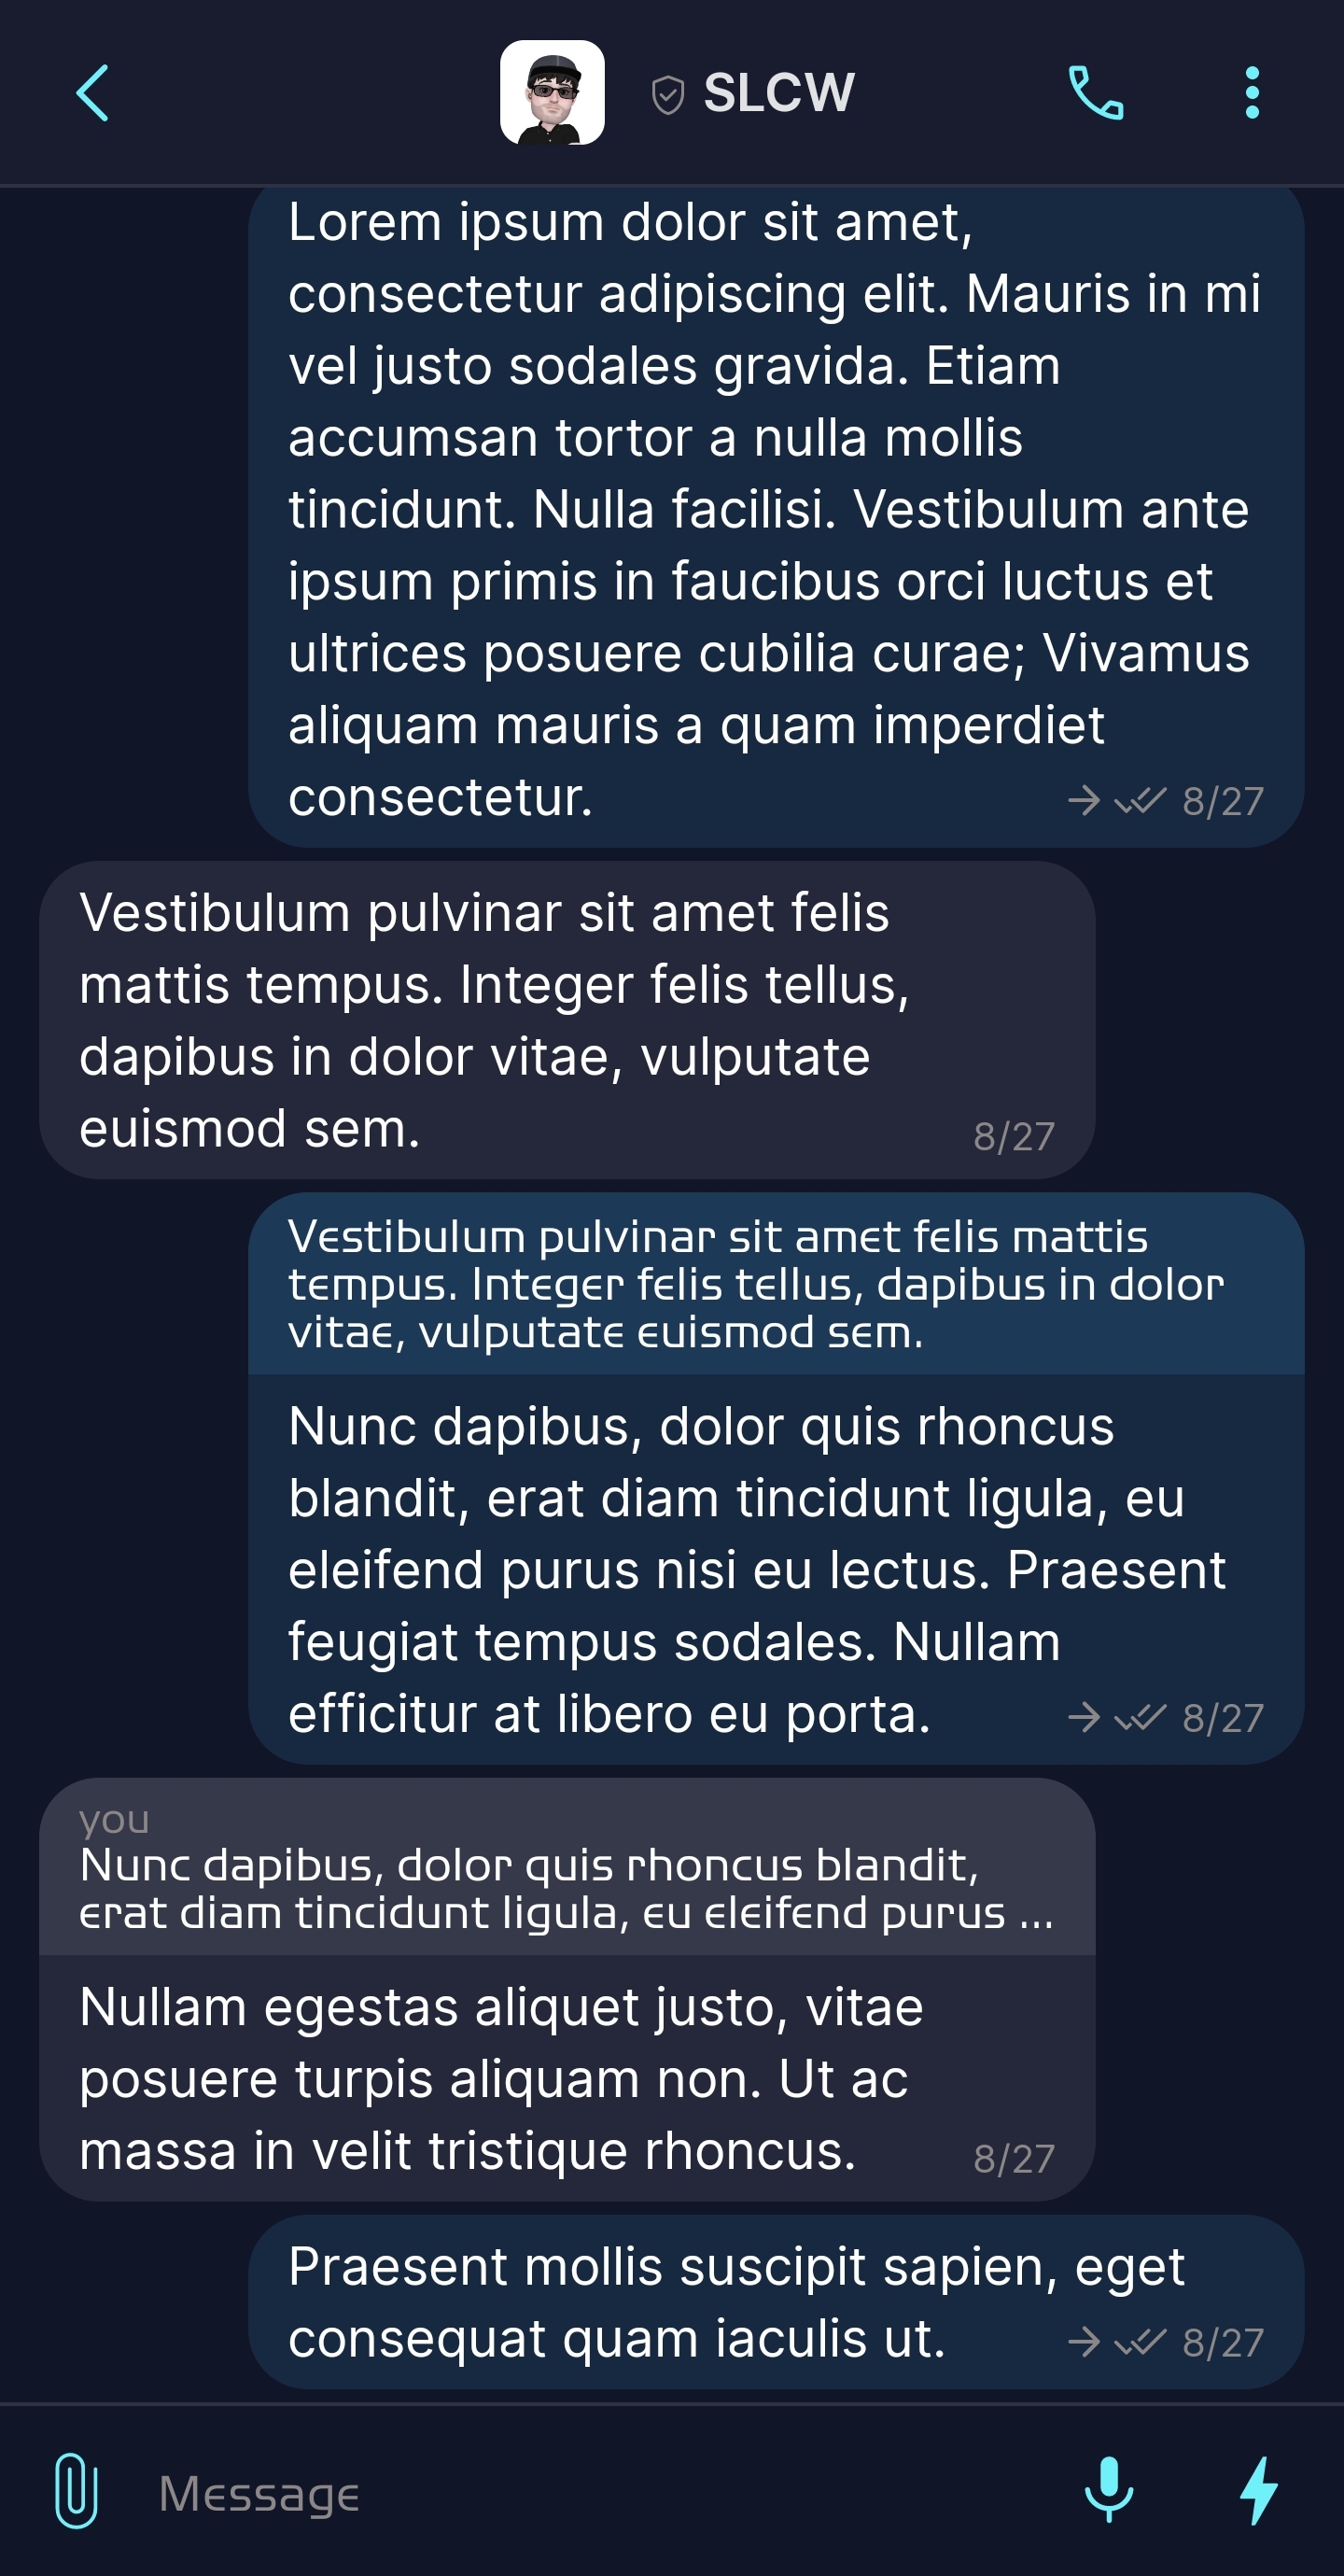 SLCW
Lorem ipsum dolor sit amet,
consectetur adipiscing elit. Mauris in mi
vel justo sodales gravida. Etiam
accumsan tortor a nulla mollis
tincidunt. Nulla facilisi. Vestibulum ante
ipsum primis in faucibus orci luctus et
ultrices posuere cubilia curae; Vivamus
aliquam mauris a quam imperdiet
consectetur. 8/27
Vestibulum pulvinar sit amet felis
mattis tempus. Integer felis tellus,
dapibus in dolor vitae, vulputate
euismod sem. 8/27
Vestibulum pulvinar sit amet felis mattis
tempus. Integer felis tellus, dapibus in dolor
vitae, vulputate euismod sem.
Nunc dapibus, dolor quis rhoncus
blandit, erat diam tincidunt ligula, eu
eleifend purus nisi eu lectus. Praesent
feugiat tempus sodales. Nullam
efficitur at libero eu porta. 8/27
you
Nunc dapibus, dolor quis rhoncus blandit,
erat diam tincidunt ligula, eu eleifend purus ...
Nullam egestas aliquet justo, vitae
posuere turpis aliquam non. Ut ac
massa in velit tristique rhoncus. 8/27
Praesent mollis suscipit sapien, eget
consequat quam iaculis ut. 8/27
Message